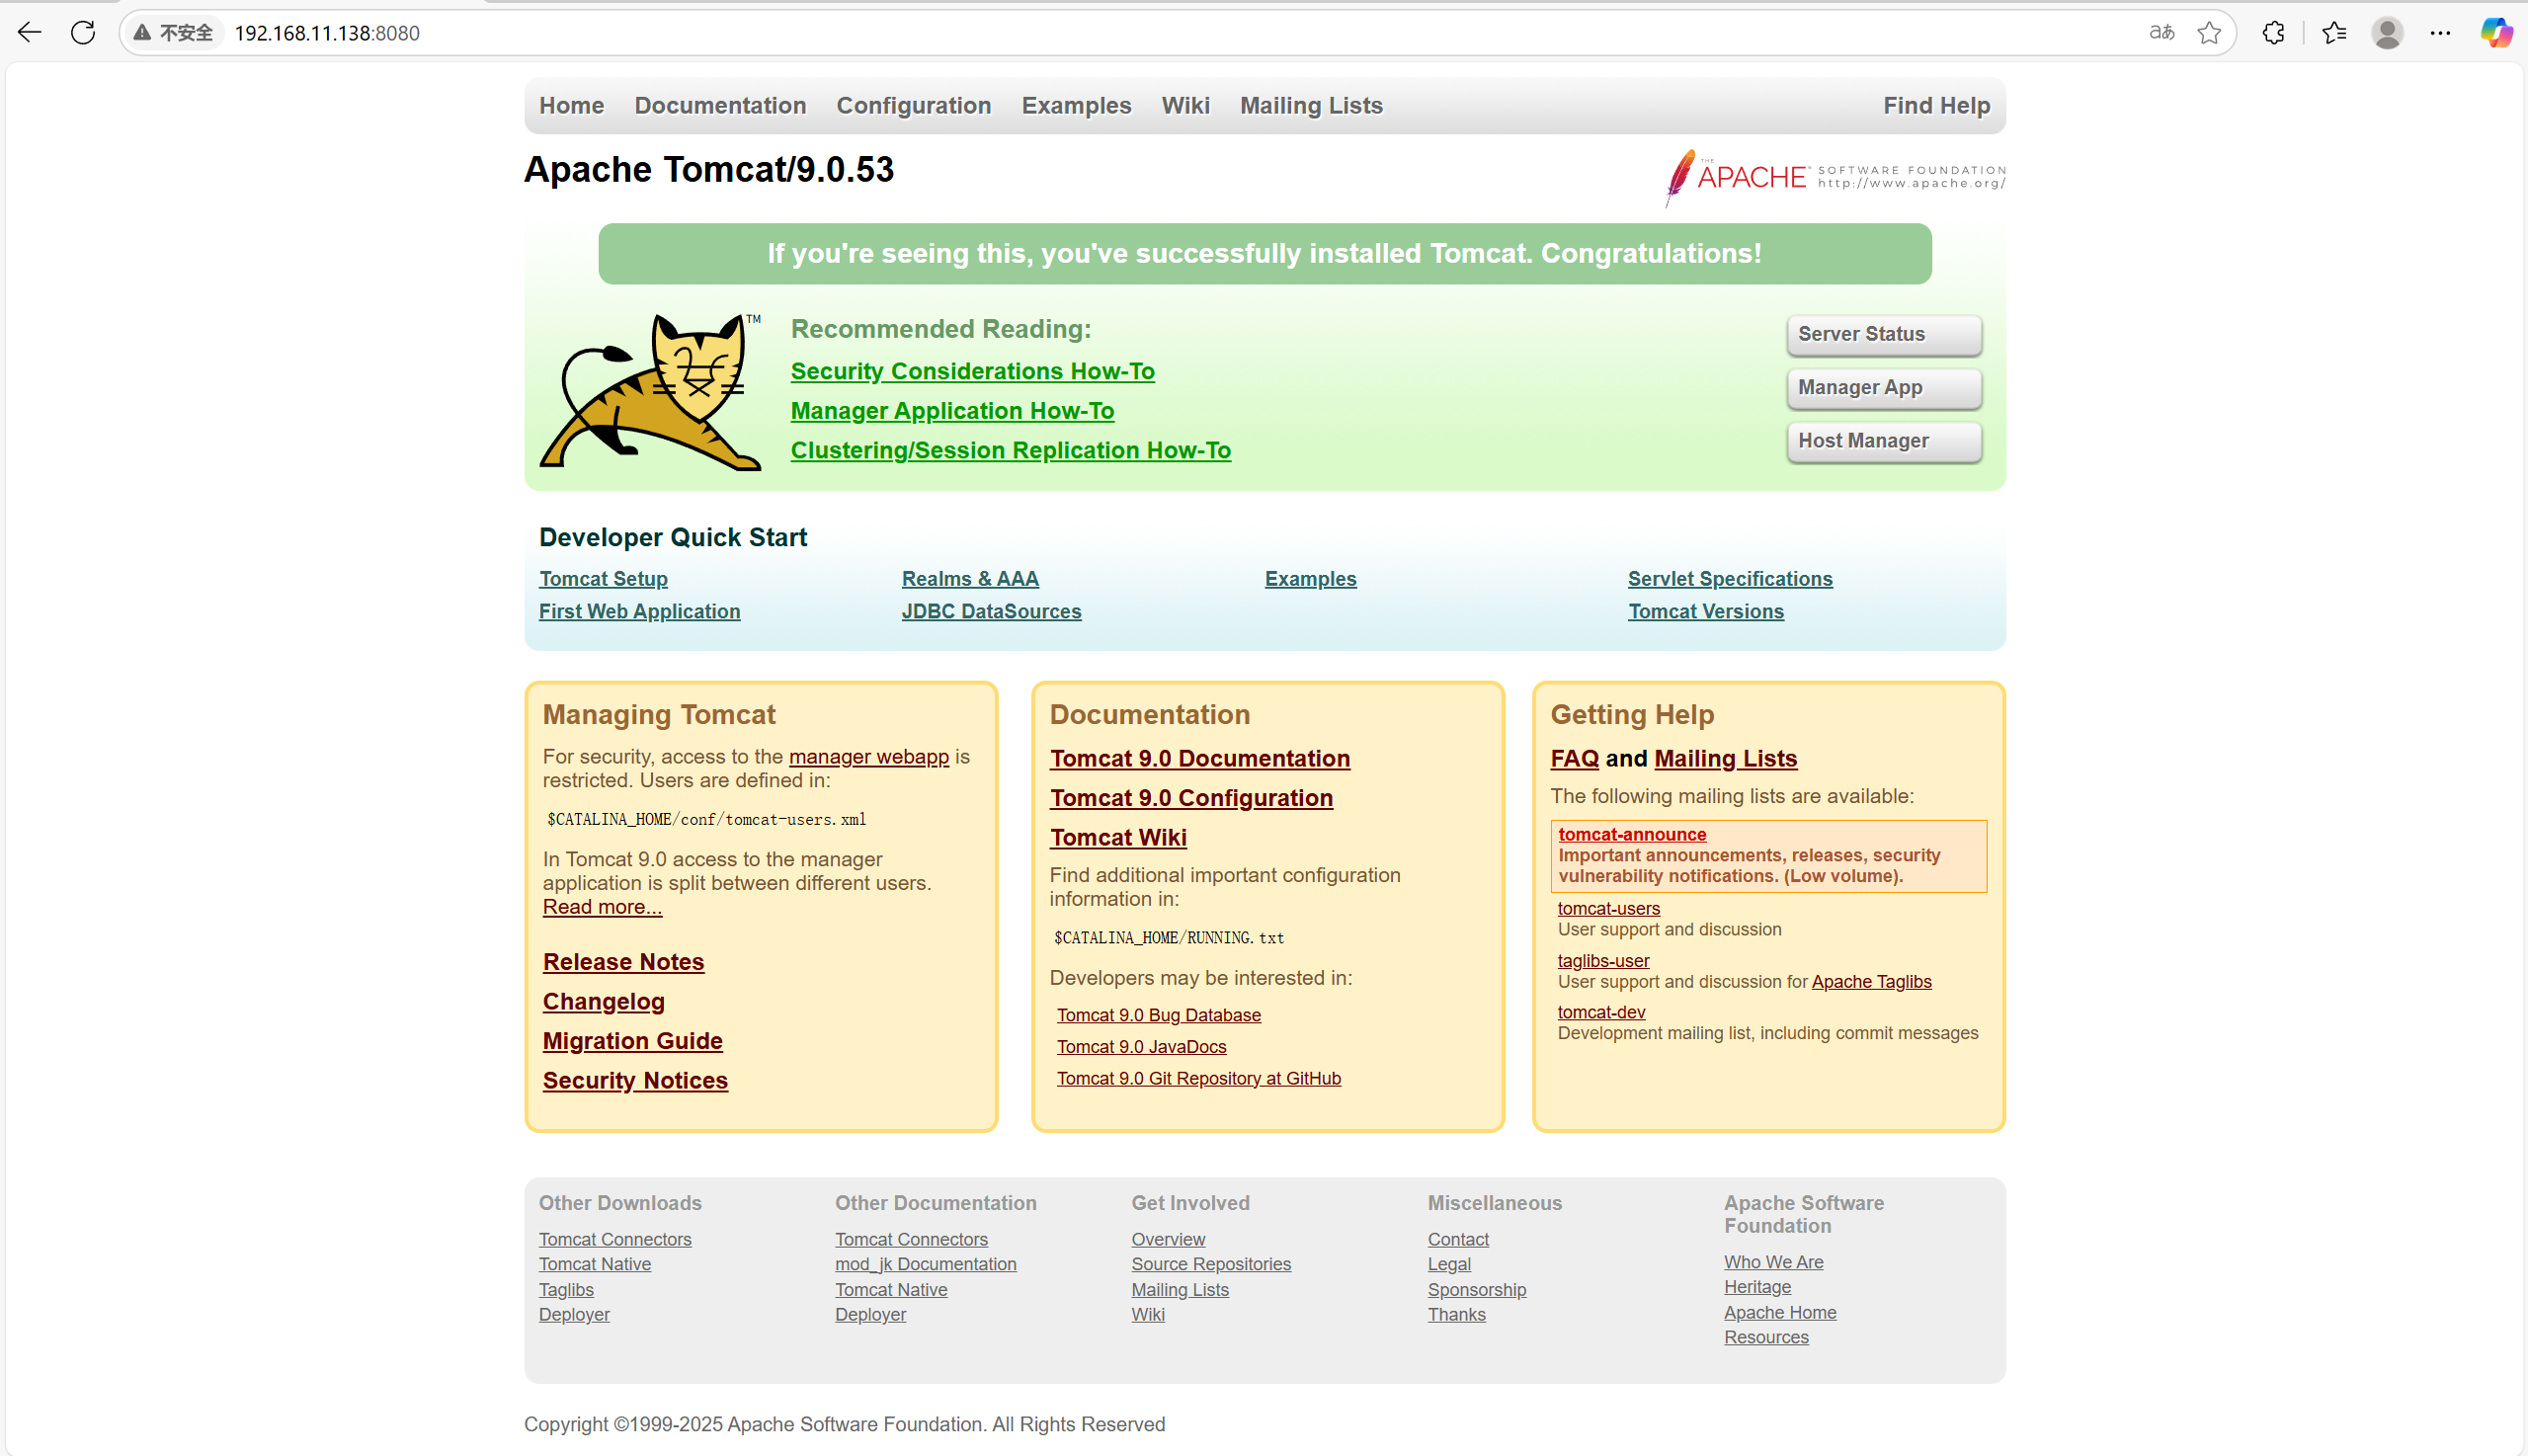 不安全 192.168.11.138:8080
Home Documentation Configuration Examples Wiki Mailing Lists Find Help
Apache Tomcat/9.0.53
THE APACHE™ SOFTWARE FOUNDATION
http://www.apache.org/
If you're seeing this, you've successfully installed Tomcat. Congratulations!
TM
Recommended Reading:
Security Considerations How-To
Manager Application How-To
Clustering/Session Replication How-To
Server Status
Manager App
Host Manager
Developer Quick Start
Tomcat Setup
First Web Application
Realms & AAA
JDBC DataSources
Examples
Servlet Specifications
Tomcat Versions
Managing Tomcat
For security, access to the manager webapp is
restricted. Users are defined in:
$CATALINA_HOME/conf/tomcat-users.xml
In Tomcat 9.0 access to the manager
application is split between different users.
Read more...
Release Notes
Changelog
Migration Guide
Security Notices
Documentation
Tomcat 9.0 Documentation
Tomcat 9.0 Configuration
Tomcat Wiki
Find additional important configuration
information in:
$CATALINA_HOME/RUNNING.txt
Developers may be interested in:
Tomcat 9.0 Bug Database
Tomcat 9.0 JavaDocs
Tomcat 9.0 Git Repository at GitHub
Getting Help
FAQ and Mailing Lists
The following mailing lists are available:
tomcat-announce
Important announcements, releases, security
vulnerability notifications. (Low volume).
tomcat-users
User support and discussion
taglibs-user
User support and discussion for Apache Taglibs
tomcat-dev
Development mailing list, including commit messages
Other Downloads
Tomcat Connectors
Tomcat Native
Taglibs
Deployer
Other Documentation
Tomcat Connectors
mod_jk Documentation
Tomcat Native
Deployer
Get Involved
Overview
Source Repositories
Mailing Lists
Wiki
Miscellaneous
Contact
Legal
Sponsorship
Thanks
Apache Software
Foundation
Who We Are
Heritage
Apache Home
Resources
Copyright ©1999-2025 Apache Software Foundation. All Rights Reserved